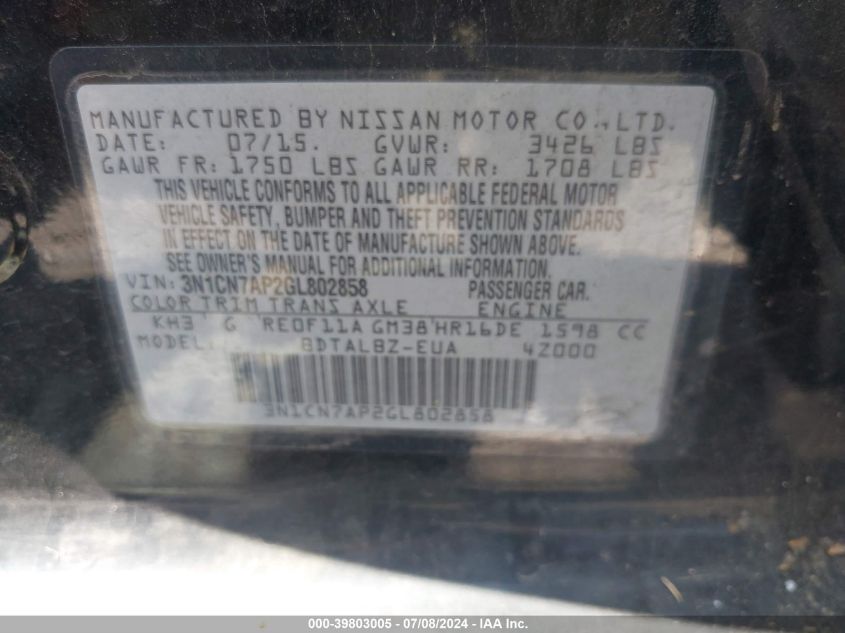 MANUFACTURED BY NISSAN MOTOR CO., LTD.
DATE: 07/15. GVWR: 3426 LBS
GAWR FR: 1750 LBS GAWR RR: 1708 LBS
THIS VEHICLE CONFORMS TO ALL APPLICABLE FEDERAL MOTOR
VEHICLE SAFETY, BUMPER AND THEFT PREVENTION STANDARDS
IN EFFECT ON THE DATE OF MANUFACTURE SHOWN ABOVE.
SEE OWNER'S MANUAL FOR ADDITIONAL INFORMATION.
VIN: 3N1CN7AP2GL802858 PASSENGER CAR.
COLOR TRIM TRANS AXLE ENGINE
KH3 G RE0F11A GM38 HR16DE 1598 CC
MODEL: BDTALBZ-EUA 4Z000
3N1CN7AP2GL802858
000-39803005 - 07/08/2024 - IAA Inc.